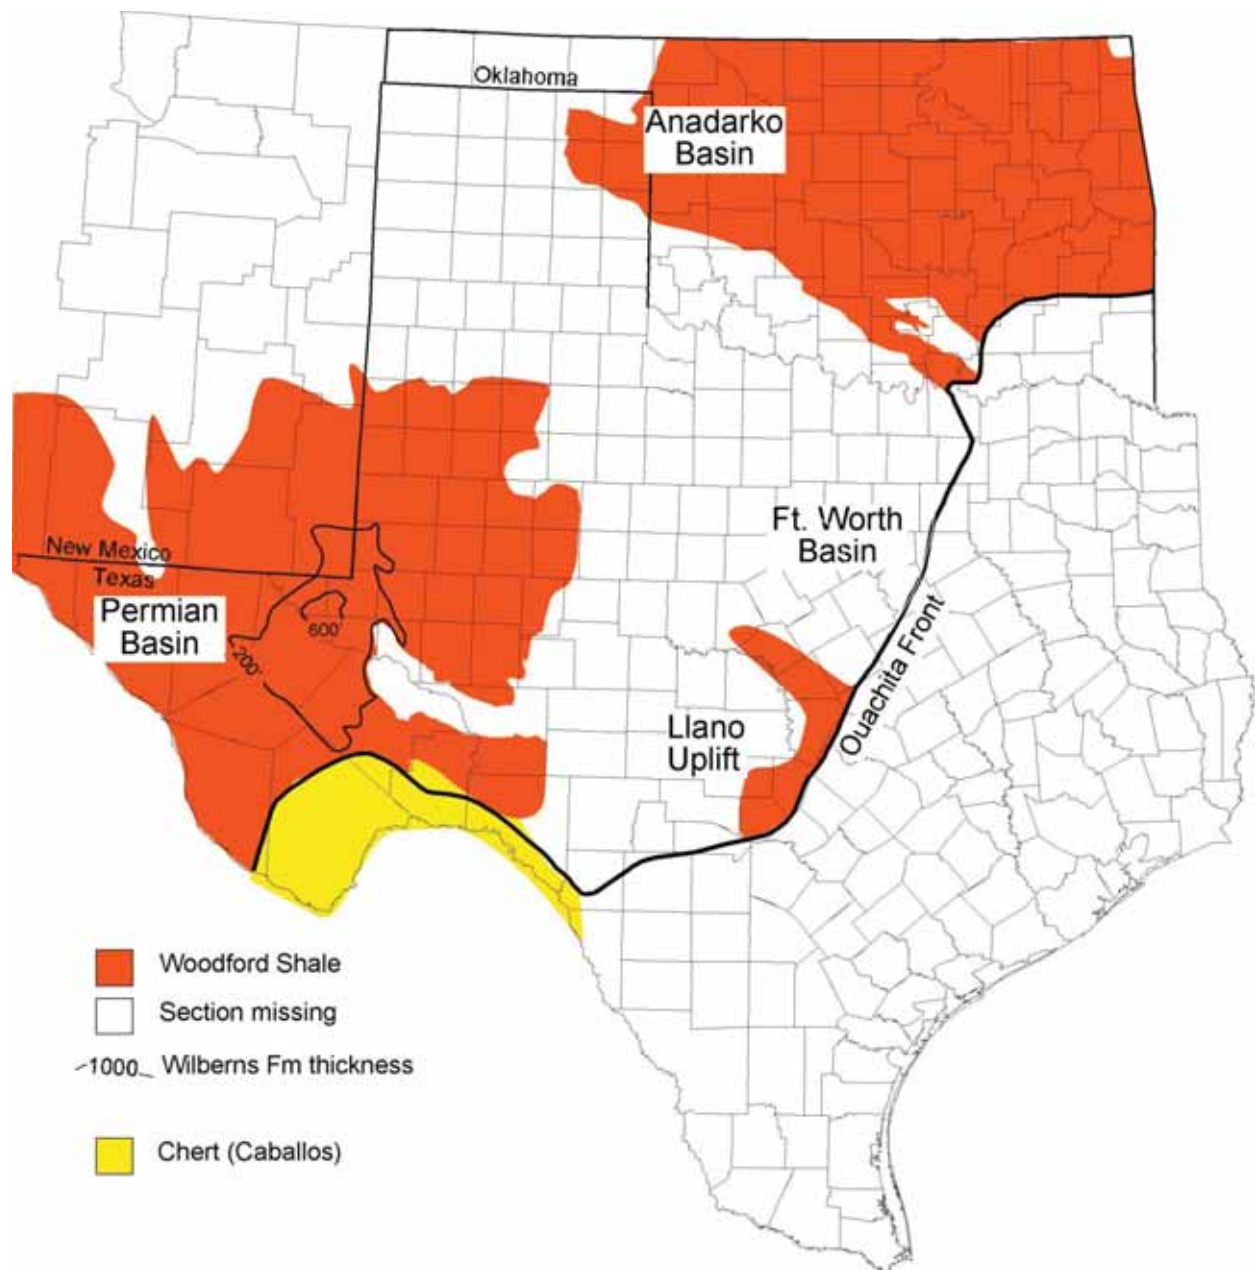 Oklahoma
Anadarko
Basin
Ft. Worth
Basin
New Mexico
Texas
Permian
Basin
600'
200'
Ouachita Front
Llano
Uplift
Woodford Shale
Section missing
1000 Wilberns Fm thickness
Chert (Caballos)